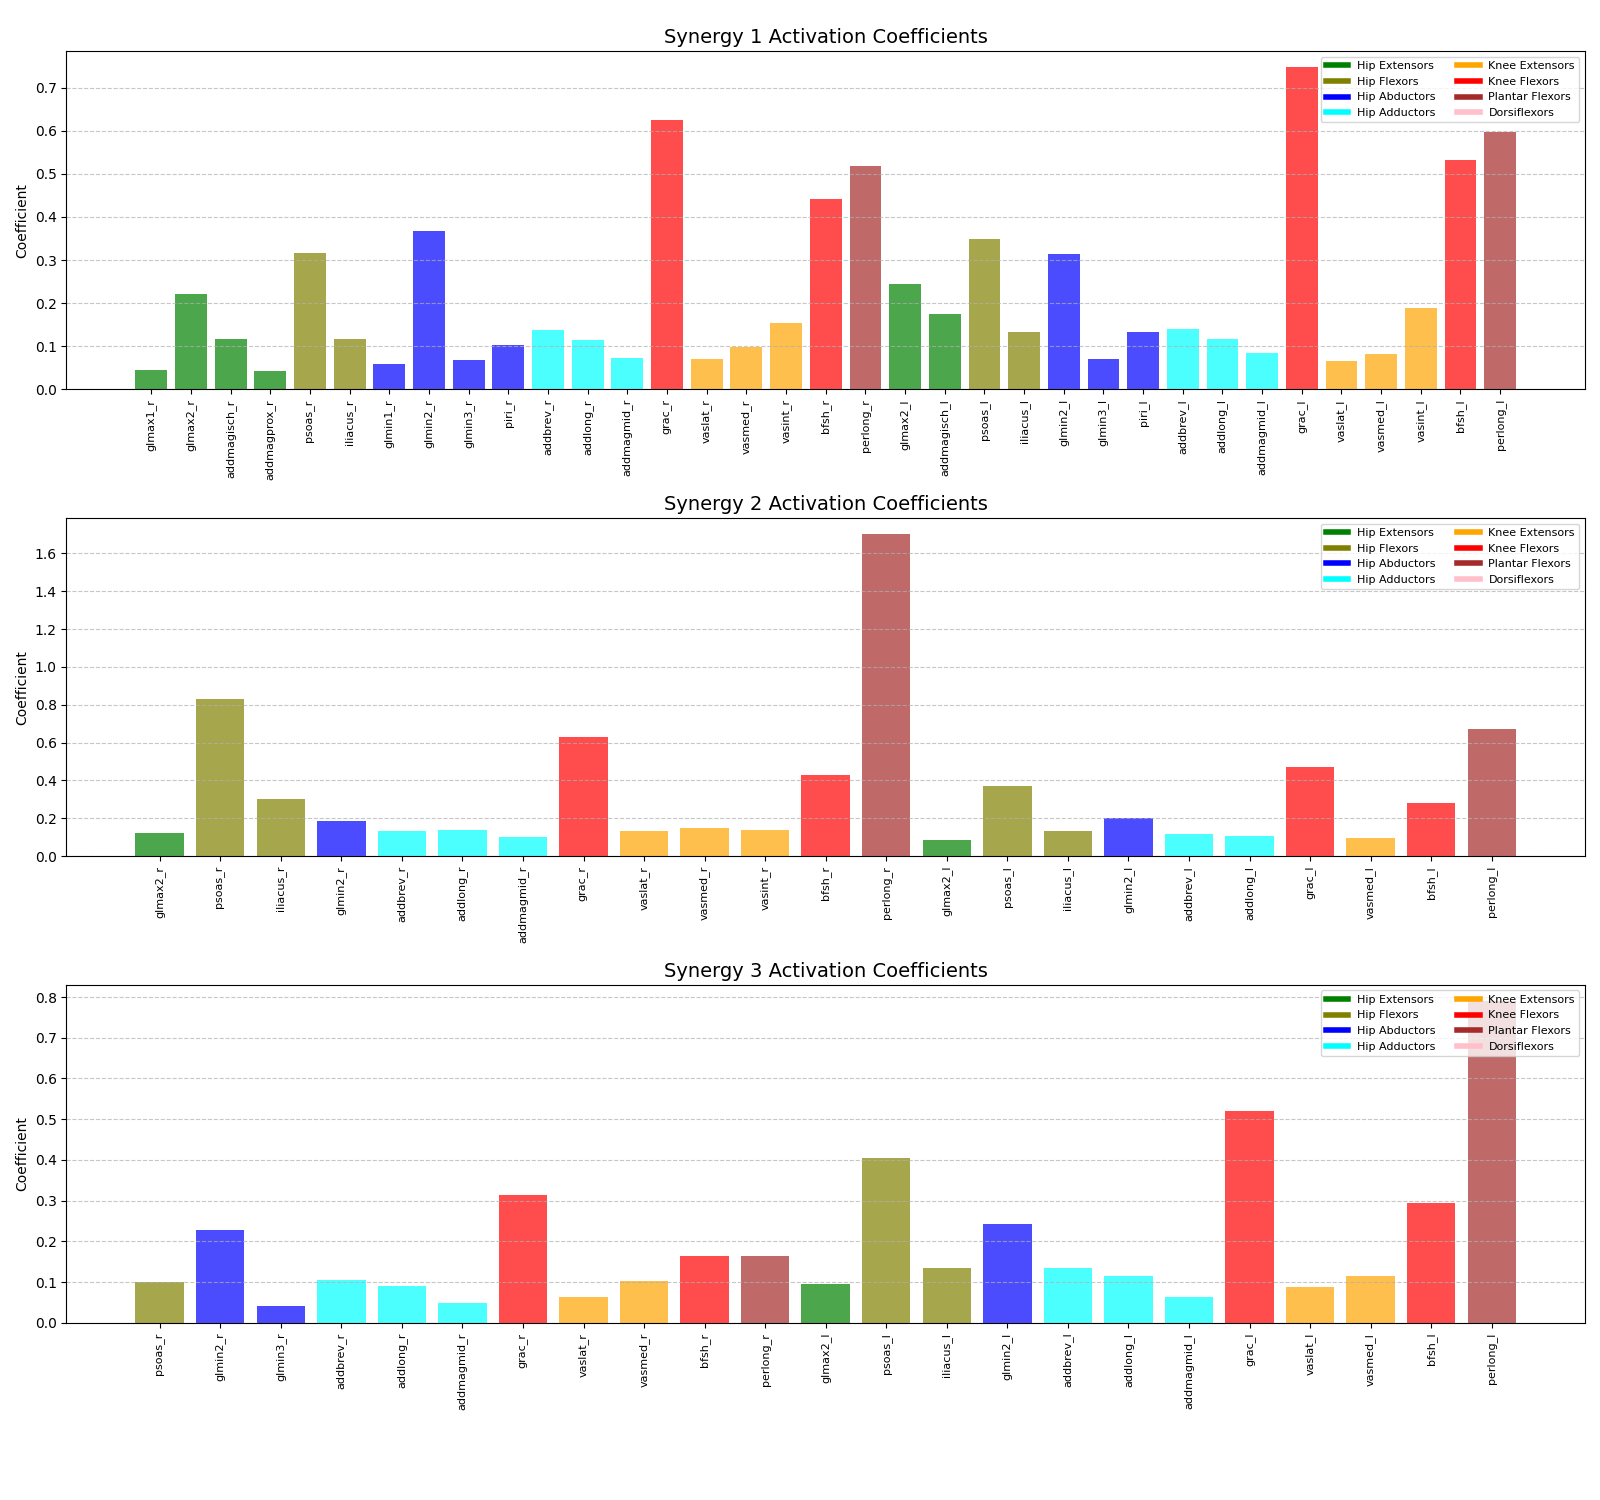 Synergy 1 Activation Coefficients
Coefficient
0.7
0.6
0.5
0.4
0.3
0.2
0.1
0.0
Hip Extensors
Hip Flexors
Hip Abductors
Hip Adductors
Knee Extensors
Knee Flexors
Plantar Flexors
Dorsiflexors
glmax1_r
glmax2_r
addmagisch_r
addmagprox_r
psoas_r
iliacus_r
glmin1_r
glmin2_r
glmin3_r
piri_r
addbrev_r
addlong_r
addmagmid_r
grac_r
vaslat_r
vasmed_r
vasint_r
bfsh_r
perlong_r
glmax2_l
addmagisch_l
psoas_l
iliacus_l
glmin2_l
glmin3_l
piri_l
addbrev_l
addlong_l
addmagmid_l
grac_l
vaslat_l
vasmed_l
vasint_l
bfsh_l
perlong_l
Synergy 2 Activation Coefficients
Coefficient
1.6
1.4
1.2
1.0
0.8
0.6
0.4
0.2
0.0
Hip Extensors
Hip Flexors
Hip Abductors
Hip Adductors
Knee Extensors
Knee Flexors
Plantar Flexors
Dorsiflexors
glmax2_r
psoas_r
iliacus_r
glmin2_r
addbrev_r
addlong_r
addmagmid_r
grac_r
vaslat_r
vasmed_r
vasint_r
bfsh_r
perlong_r
glmax2_l
psoas_l
iliacus_l
glmin2_l
addbrev_l
addlong_l
grac_l
vasmed_l
bfsh_l
perlong_l
Synergy 3 Activation Coefficients
Coefficient
0.8
0.7
0.6
0.5
0.4
0.3
0.2
0.1
0.0
Hip Extensors
Hip Flexors
Hip Abductors
Hip Adductors
Knee Extensors
Knee Flexors
Plantar Flexors
Dorsiflexors
psoas_r
glmin2_r
glmin3_r
addbrev_r
addlong_r
addmagmid_r
grac_r
vaslat_r
vasmed_r
bfsh_r
perlong_r
glmax2_l
psoas_l
iliacus_l
glmin2_l
addbrev_l
addlong_l
addmagmid_l
grac_l
vaslat_l
vasmed_l
bfsh_l
perlong_l